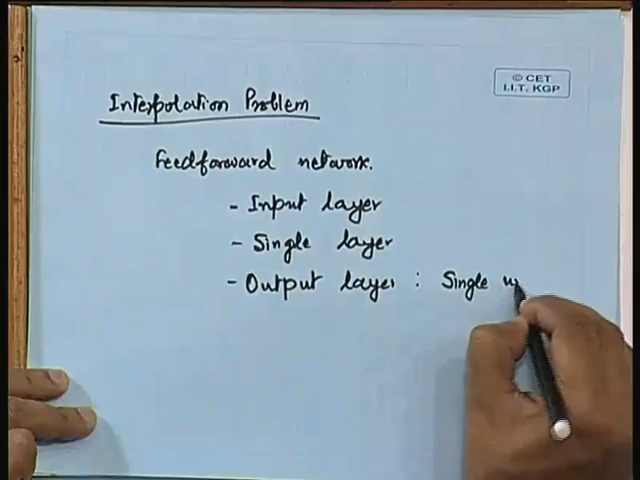 © CET
I.I.T. KGP
Interpolation Problem
Feedforward network.
- Input layer
- Single layer
- Output layer : Single